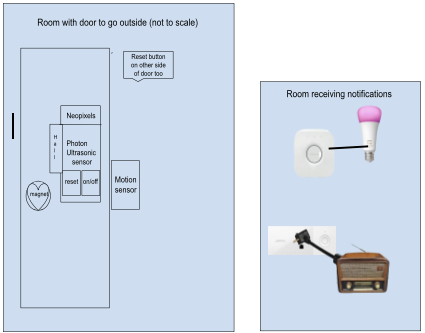 Room with door to go outside (not to scale)
Reset button
on other side
of door too
Neopixels
Hall
Photon
Ultrasonic
sensor
reset
on/off
magnet
Motion
sensor
Room receiving notifications